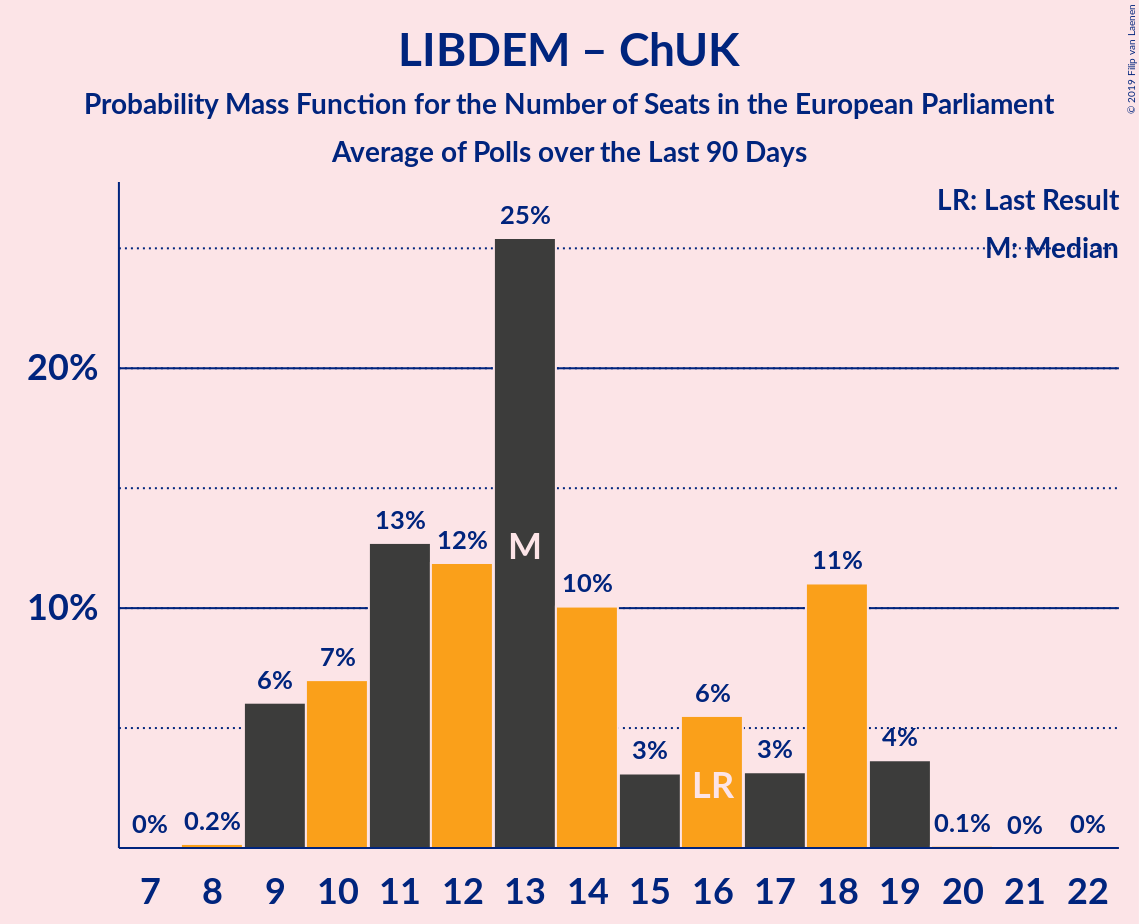 LIBDEM – ChUK
Probability Mass Function for the Number of Seats in the European Parliament
Average of Polls over the Last 90 Days
© 2019 Filip van Laenen
LR: Last Result
M: Median
20%
10%
0%
0.2%
6%
7%
13%
12%
25%
10%
3%
6%
3%
11%
4%
0.1%
0%
0%
M
LR
7 8 9 10 11 12 13 14 15 16 17 18 19 20 21 22